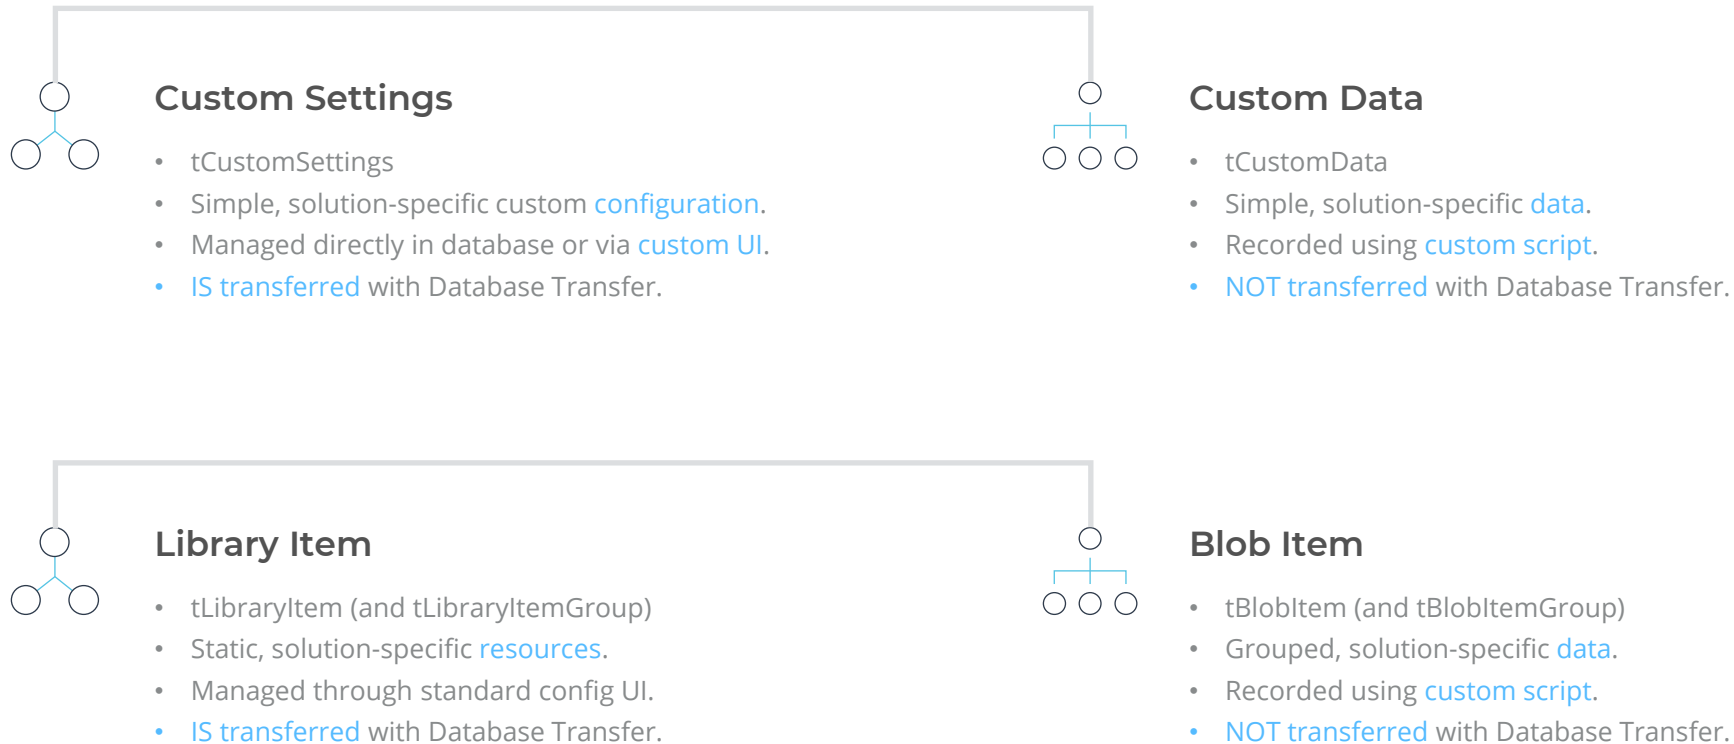 Custom Settings
• tCustomSettings
• Simple, solution-specific custom configuration.
• Managed directly in database or via custom UI.
• IS transferred with Database Transfer.
Custom Data
• tCustomData
• Simple, solution-specific data.
• Recorded using custom script.
• NOT transferred with Database Transfer.
Library Item
• tLibraryItem (and tLibraryItemGroup)
• Static, solution-specific resources.
• Managed through standard config UI.
• IS transferred with Database Transfer.
Blob Item
• tBlobItem (and tBlobItemGroup)
• Grouped, solution-specific data.
• Recorded using custom script.
• NOT transferred with Database Transfer.